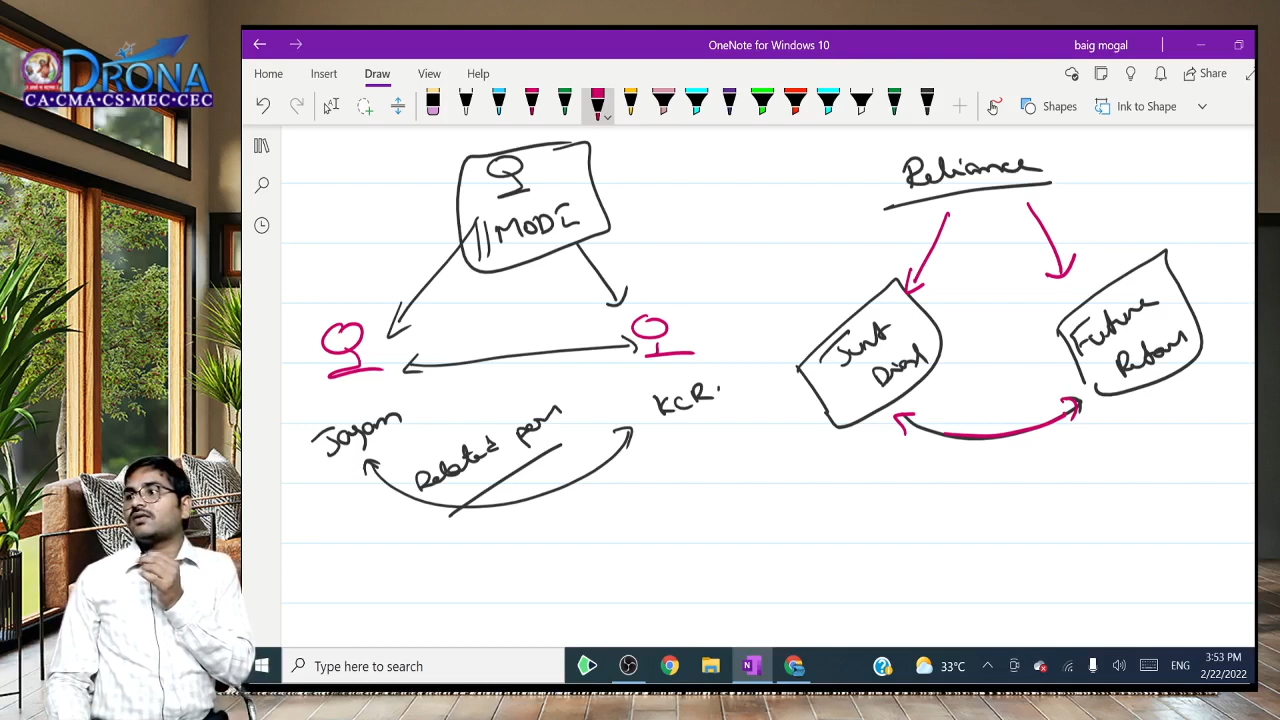 DRONA
CA.CMA.CS.MEC.CEC
OneNote for Windows 10
baig mogal
Home
Insert
Draw
View
Help
Share
Shapes
Ink to Shape
MODI
Reliance
Just
Dial
Future
Retail
Jagan
KCR.
Related
Type here to search
33°C
ENG
3:53 PM
2/22/2022